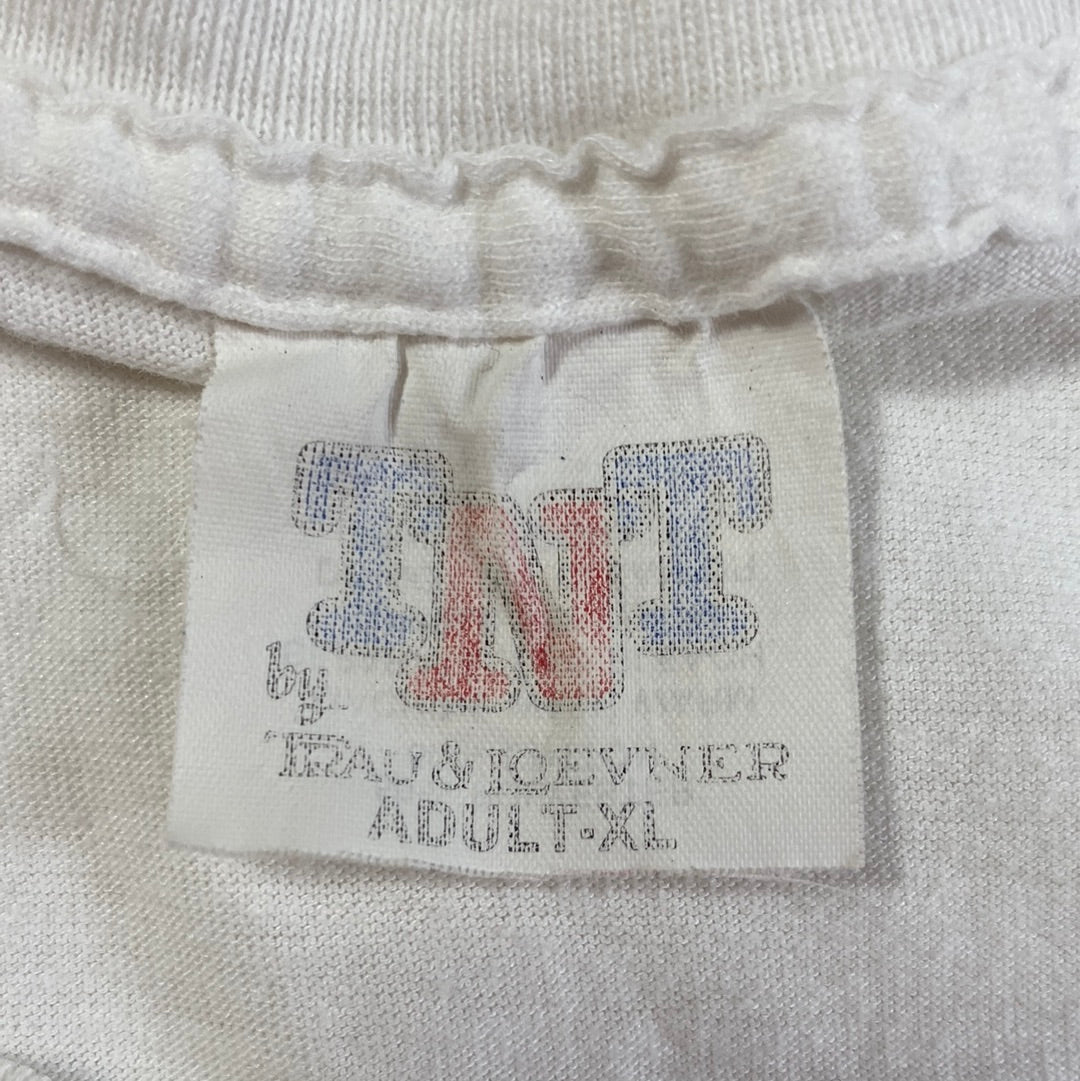 TNT
by
TRAU & LOEVNER
ADULT·XL